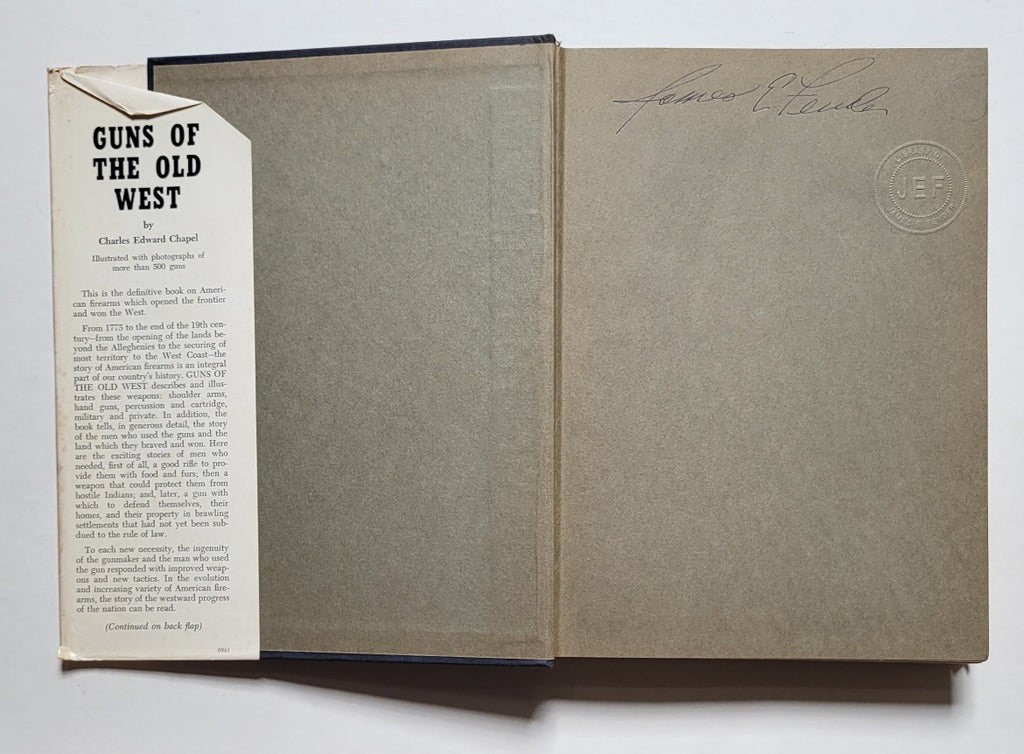 GUNS OF
THE OLD
WEST
by
Charles Edward Chapel
Illustrated with photographs of
more than 500 guns
This is the definitive book on Ameri-
can firearms which opened the frontier
and won the West.
From 1775 to the end of the 19th cen-
tury—from the opening of the lands be-
yond the Alleghenies to the securing of
most territory to the West Coast—the
story of American firearms is an integral
part of our country's history. GUNS OF
THE OLD WEST describes and illus-
trates these weapons: shoulder arms,
hand guns, percussion and cartridge,
military and private. In addition, the
book tells, in generous detail, the story
of the men who used the guns and the
land which they braved and won. Here
are the exciting stories of men who
needed, first of all, a good rifle to pro-
vide them with food and furs; then a
weapon that could protect them from
hostile Indians; and, later, a gun with
which to defend themselves, their
homes, and their property in brawling
settlements that had not yet been sub-
dued to the rule of law.
To each new necessity, the ingenuity
of the gunmaker and the man who used
the gun responded with improved weap-
ons and new tactics. In the evolution
and increasing variety of American fire-
arms, the story of the westward progress
of the nation can be read.
(Continued on back flap)
0961
James E Fender
LIBRARY OF
JEF